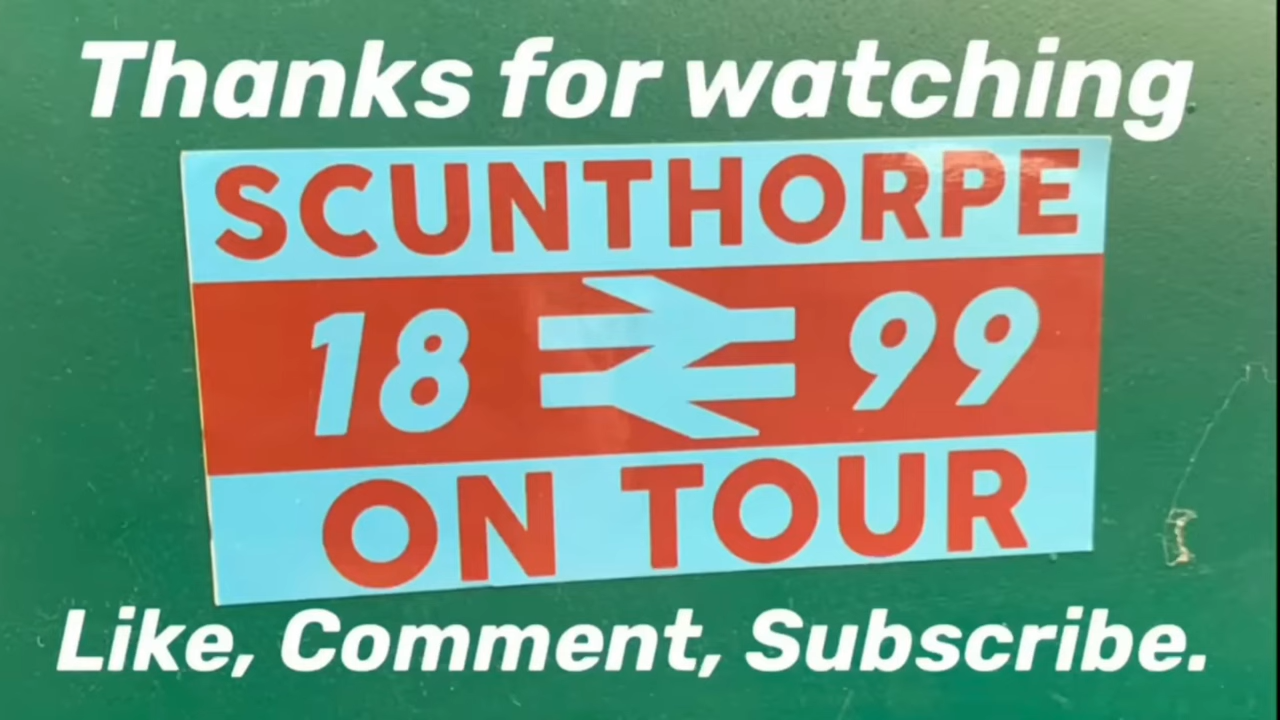 Thanks for watching
SCUNTHORPE
18 99
ON TOUR
Like, Comment, Subscribe.